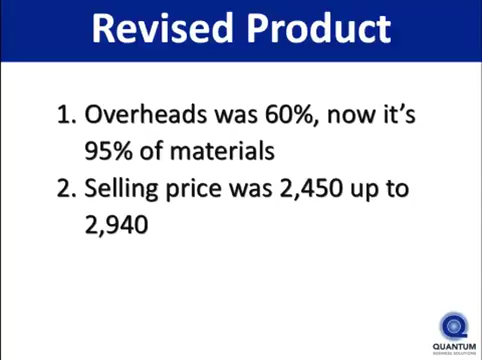 Revised Product
1. Overheads was 60%, now it's
95% of materials
2. Selling price was 2,450 up to
2,940
QUANTUM
BUSINESS SOLUTIONS